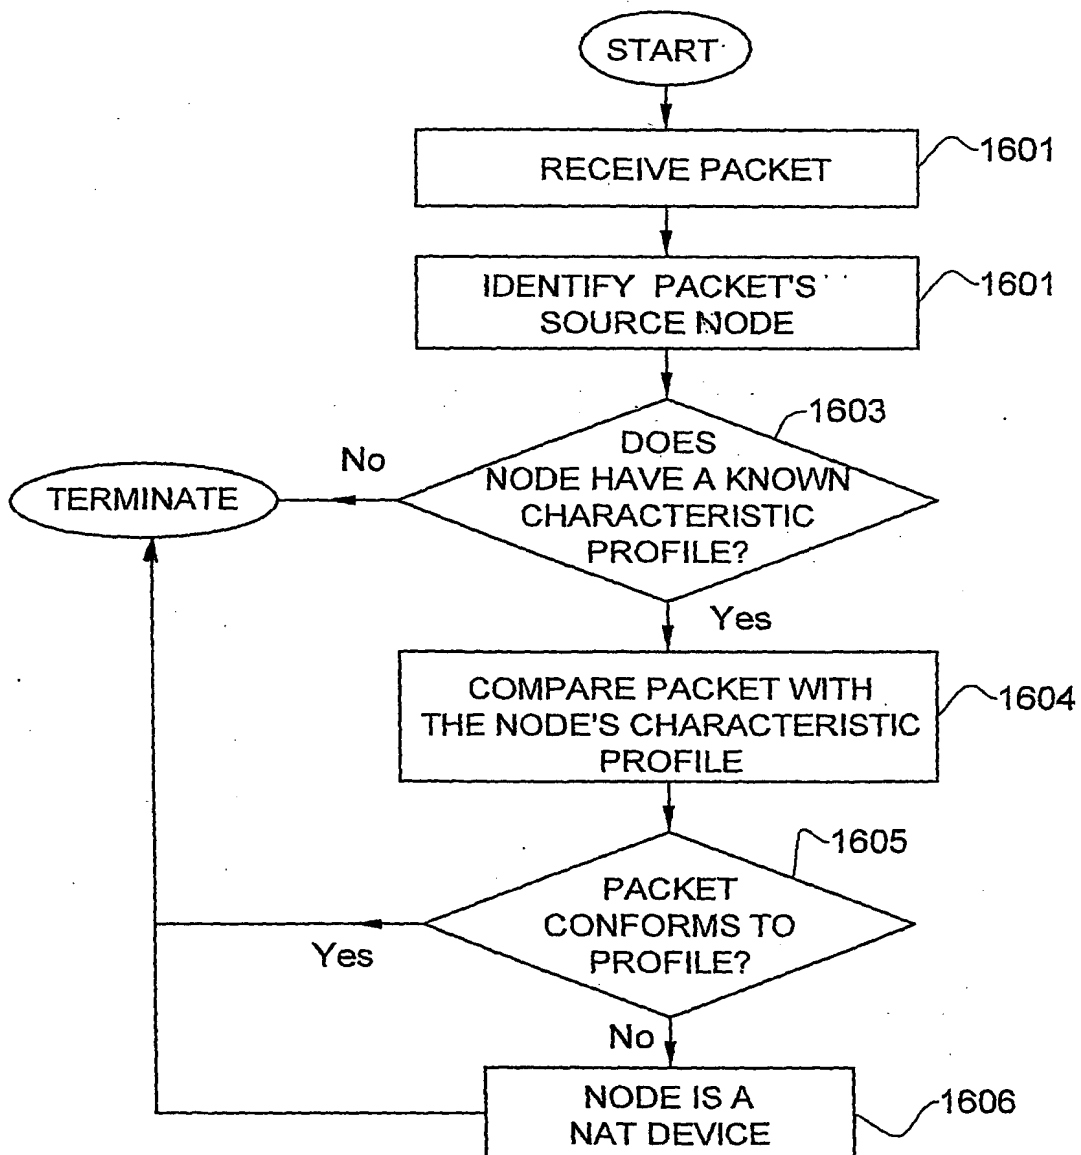 START
RECEIVE PACKET
1601
IDENTIFY PACKET'S
SOURCE NODE
1601
DOES
NODE HAVE A KNOWN
CHARACTERISTIC
PROFILE?
1603
No
TERMINATE
Yes
COMPARE PACKET WITH
THE NODE'S CHARACTERISTIC
PROFILE
1604
PACKET
CONFORMS TO
PROFILE?
1605
Yes
No
NODE IS A
NAT DEVICE
1606